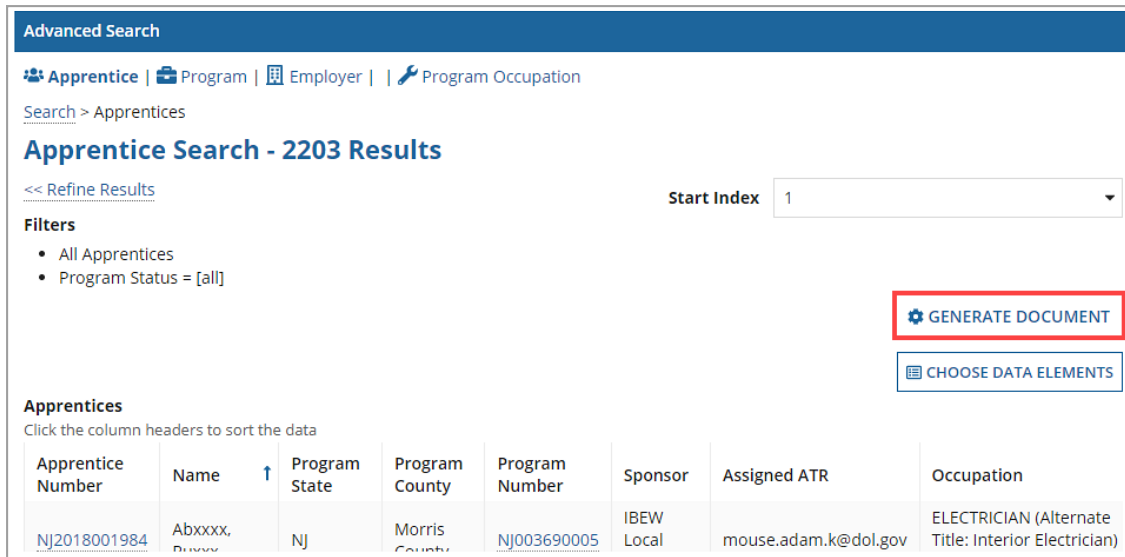 Advanced Search
Apprentice | Program | Employer | | Program Occupation
Search > Apprentices
Apprentice Search - 2203 Results
<< Refine Results
Start Index 1
Filters
• All Apprentices
• Program Status = [all]
GENERATE DOCUMENT
CHOOSE DATA ELEMENTS
Apprentices
Click the column headers to sort the data
Apprentice Number Name ↑ Program State Program County Program Number Sponsor Assigned ATR Occupation
NJ2018001984 Abxxxx, NJ Morris County NJ003690005 IBEW Local mouse.adam.k@dol.gov ELECTRICIAN (Alternate Title: Interior Electrician)